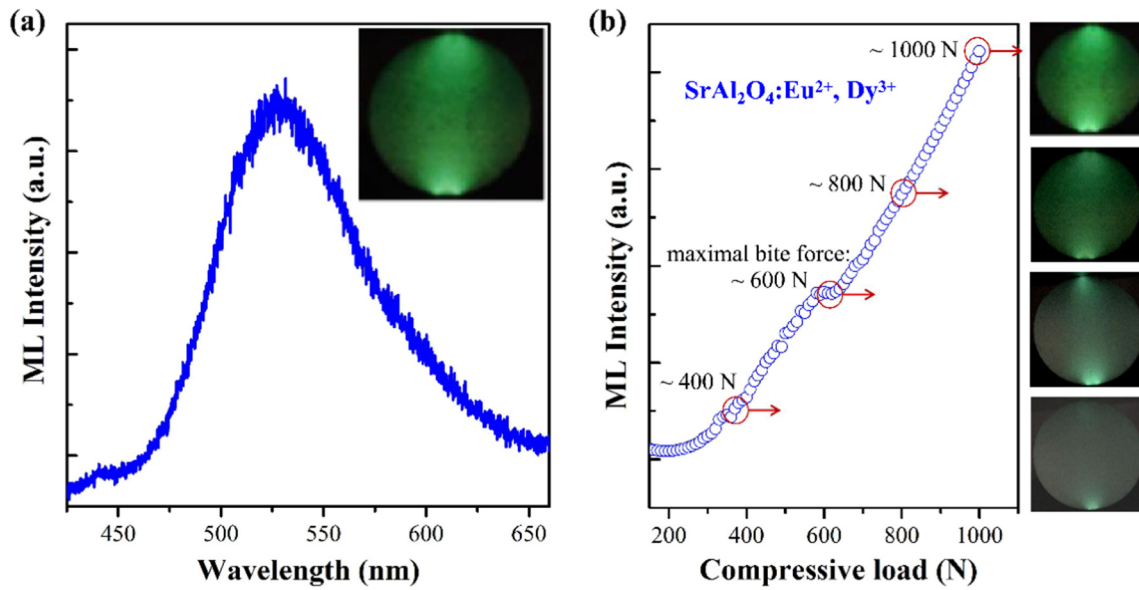 (a)
ML Intensity (a.u.)
450 500 550 600 650
Wavelength (nm)
(b)
~ 1000 N
SrAl₂O₄:Eu²⁺, Dy³⁺
~ 800 N
maximal bite force:
~ 600 N
~ 400 N
ML Intensity (a.u.)
200 400 600 800 1000
Compressive load (N)